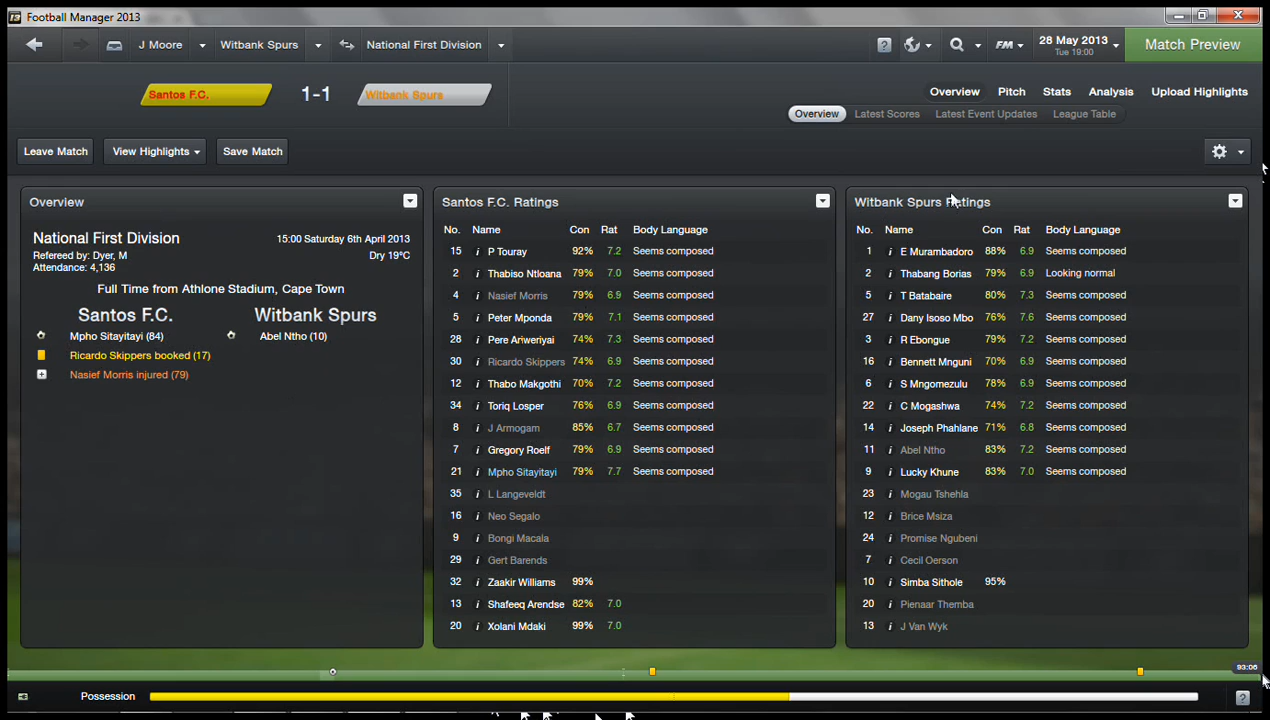 Football Manager 2013
J Moore Witbank Spurs National First Division ? FM 28 May 2013 Match Preview
Tue 19:00
Santos F.C. 1-1 Witbank Spurs
Overview Pitch Stats Analysis Upload Highlights
Overview Latest Scores Latest Event Updates League Table
Leave Match View Highlights Save Match
Overview
National First Division 15:00 Saturday 6th April 2013
Refereed by: Dyer, M Dry 19ºC
Attendance: 4,136
Full Time from Athlone Stadium, Cape Town
Santos F.C. Witbank Spurs
Mpho Sitayitayi (84) Abel Ntho (10)
Ricardo Skippers booked (17)
Nasief Morris injured (79)
Santos F.C. Ratings
No. Name Con Rat Body Language
15 i P Touray 92% 7.2 Seems composed
2 i Thabiso Ntloana 79% 7.0 Seems composed
4 i Nasief Morris 79% 6.9 Seems composed
5 i Peter Mponda 79% 7.1 Seems composed
28 i Pere Ariweriyai 74% 7.3 Seems composed
30 i Ricardo Skippers 74% 6.9 Seems composed
12 i Thabo Makgothi 70% 7.2 Seems composed
34 i Toriq Losper 76% 6.9 Seems composed
8 i J Armogam 85% 6.7 Seems composed
7 i Gregory Roelf 79% 6.9 Seems composed
21 i Mpho Sitayitayi 79% 7.7 Seems composed
35 i L Langeveldt
16 i Neo Segalo
9 i Bongi Macala
29 i Gert Barends
32 i Zaakir Williams 99%
13 i Shafeeq Arendse 82% 7.0
20 i Xolani Mdaki 99% 7.0
Witbank Spurs Ratings
No. Name Con Rat Body Language
1 i E Murambadoro 88% 6.9 Seems composed
2 i Thabang Borias 79% 6.9 Looking normal
5 i T Batabaire 80% 7.3 Seems composed
27 i Dany Isoso Mbo 76% 7.6 Seems composed
3 i R Ebongue 79% 7.2 Seems composed
16 i Bennett Mnguni 70% 6.9 Seems composed
6 i S Mngomezulu 78% 6.9 Seems composed
22 i C Mogashwa 74% 7.2 Seems composed
14 i Joseph Phahlane 71% 6.8 Seems composed
11 i Abel Ntho 83% 7.2 Seems composed
9 i Lucky Khune 83% 7.0 Seems composed
23 i Mogau Tshehla
12 i Brice Msiza
24 i Promise Ngubeni
7 i Cecil Oerson
10 i Simba Sithole 95%
20 i Pienaar Themba
13 i J Van Wyk
93:06
Possession ?